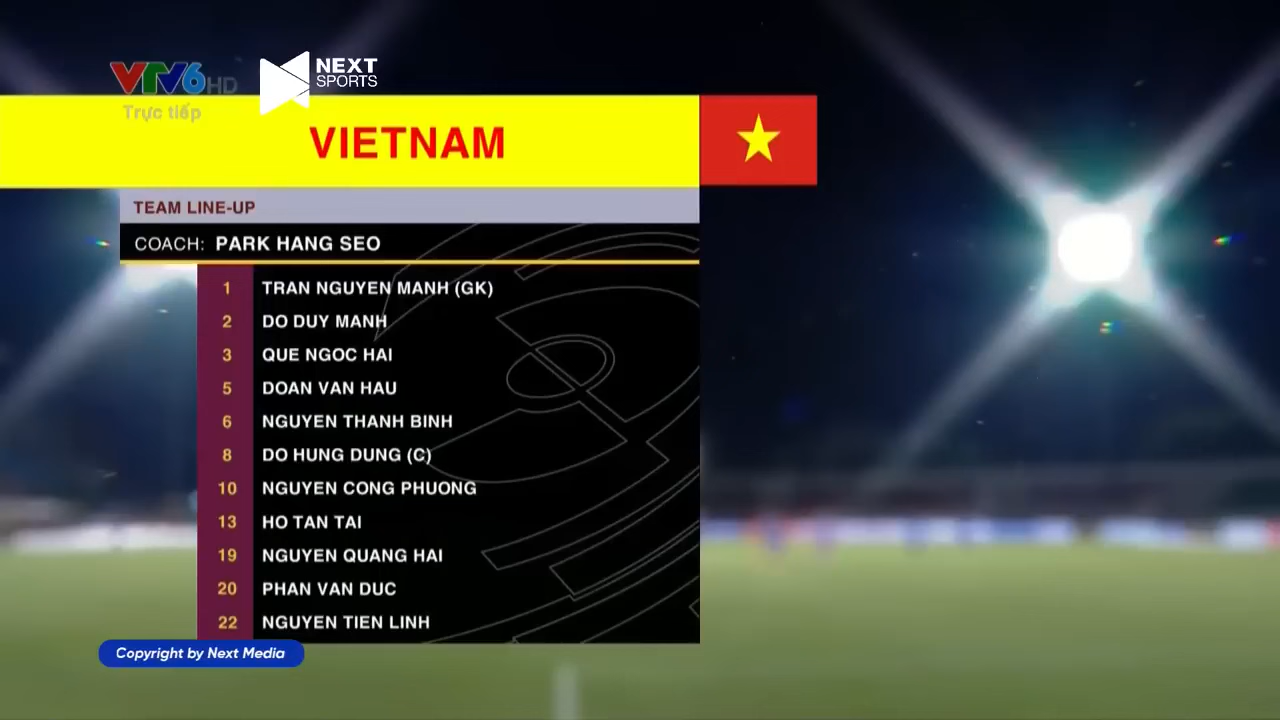 VTV6HD
Trực tiếp
NEXT
SPORTS
VIETNAM
TEAM LINE-UP
COACH: PARK HANG SEO
1 TRAN NGUYEN MANH (GK)
2 DO DUY MANH
3 QUE NGOC HAI
5 DOAN VAN HAU
6 NGUYEN THANH BINH
8 DO HUNG DUNG (C)
10 NGUYEN CONG PHUONG
13 HO TAN TAI
19 NGUYEN QUANG HAI
20 PHAN VAN DUC
22 NGUYEN TIEN LINH
Copyright by Next Media